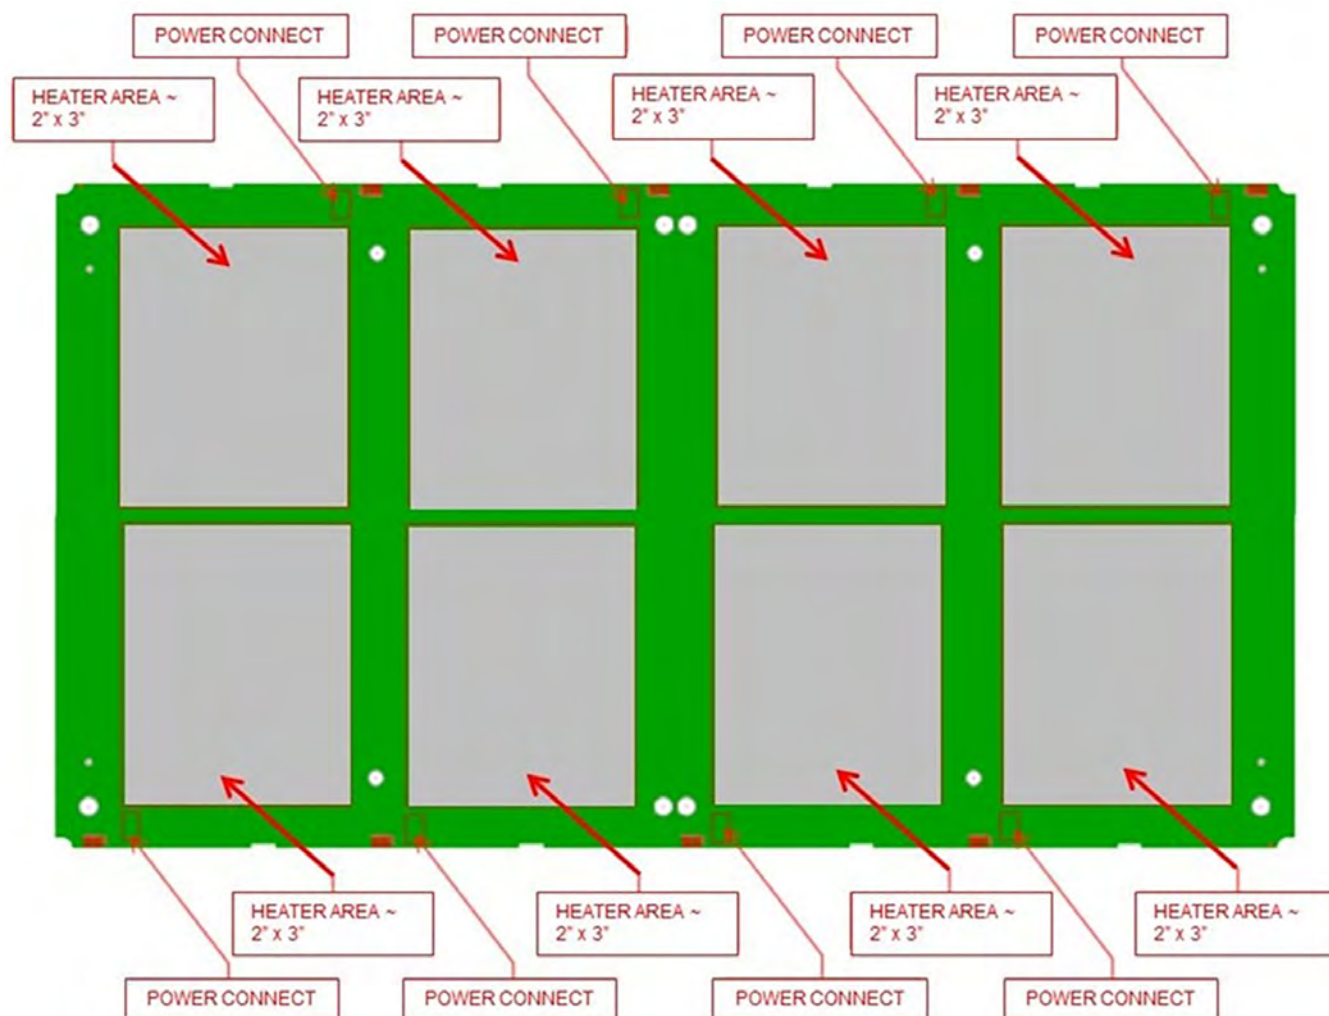 POWER CONNECT
POWER CONNECT
POWER CONNECT
POWER CONNECT
HEATER AREA ~
2" x 3"
HEATER AREA ~
2" x 3"
HEATER AREA ~
2" x 3"
HEATER AREA ~
2" x 3"
HEATER AREA ~
2" x 3"
HEATER AREA ~
2" x 3"
HEATER AREA ~
2" x 3"
HEATER AREA ~
2" x 3"
POWER CONNECT
POWER CONNECT
POWER CONNECT
POWER CONNECT